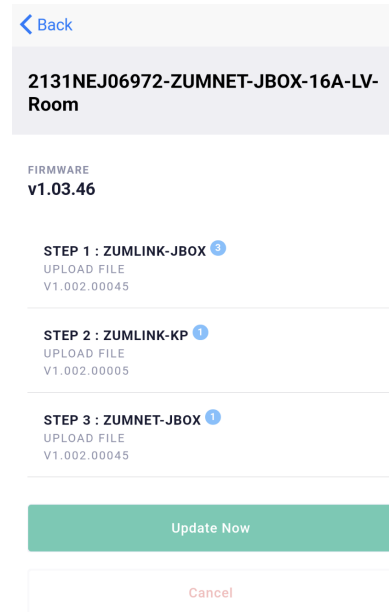 Back
2131NEJ06972-ZUMNET-JBOX-16A-LV-
Room
FIRMWARE
v1.03.46
STEP 1 : ZUMLINK-JBOX 3
UPLOAD FILE
V1.002.00045
STEP 2 : ZUMLINK-KP 1
UPLOAD FILE
V1.002.00005
STEP 3 : ZUMNET-JBOX 1
UPLOAD FILE
V1.002.00045
Update Now
Cancel